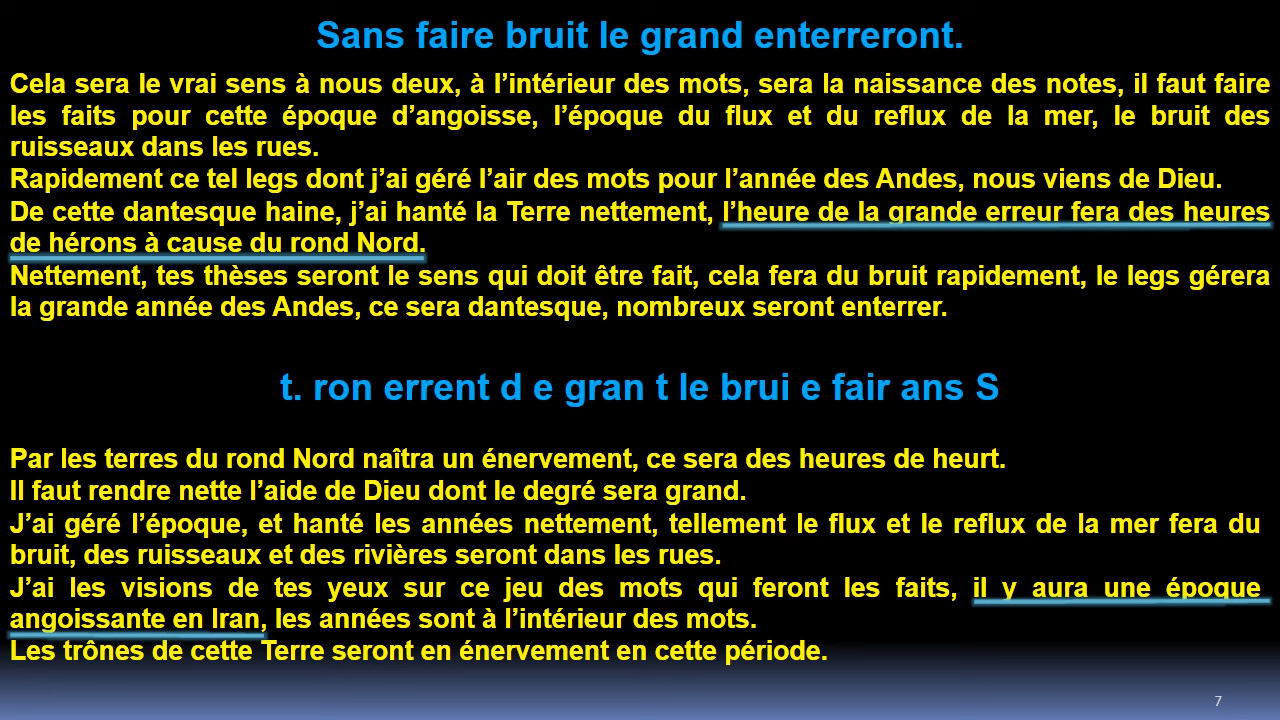 Sans faire bruit le grand enterreront.
Cela sera le vrai sens à nous deux, à l’intérieur des mots, sera la naissance des notes, il faut faire
les faits pour cette époque d’angoisse, l’époque du flux et du reflux de la mer, le bruit des
ruisseaux dans les rues.
Rapidement ce tel legs dont j’ai géré l’air des mots pour l’année des Andes, nous viens de Dieu.
De cette dantesque haine, j’ai hanté la Terre nettement, l’heure de la grande erreur fera des heures
de hérons à cause du rond Nord.
Nettement, tes thèses seront le sens qui doit être fait, cela fera du bruit rapidement, le legs gérera
la grande année des Andes, ce sera dantesque, nombreux seront enterrer.
t. ron errent d e gran t le brui e fair ans S
Par les terres du rond Nord naîtra un énervement, ce sera des heures de heurt.
Il faut rendre nette l’aide de Dieu dont le degré sera grand.
J’ai géré l’époque, et hanté les années nettement, tellement le flux et le reflux de la mer fera du
bruit, des ruisseaux et des rivières seront dans les rues.
J’ai les visions de tes yeux sur ce jeu des mots qui feront les faits, il y aura une époque
angoissante en Iran, les années sont à l’intérieur des mots.
Les trônes de cette Terre seront en énervement en cette période.
7